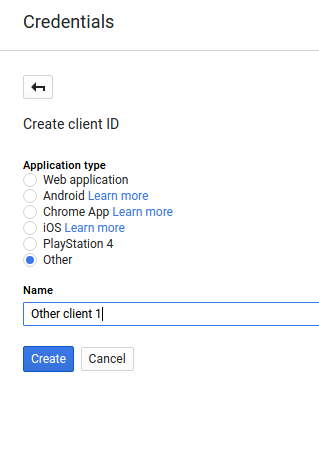 Credentials
Create client ID
Application type
Web application
Android Learn more
Chrome App Learn more
iOS Learn more
PlayStation 4
Other
Name
Other client 1
Create Cancel